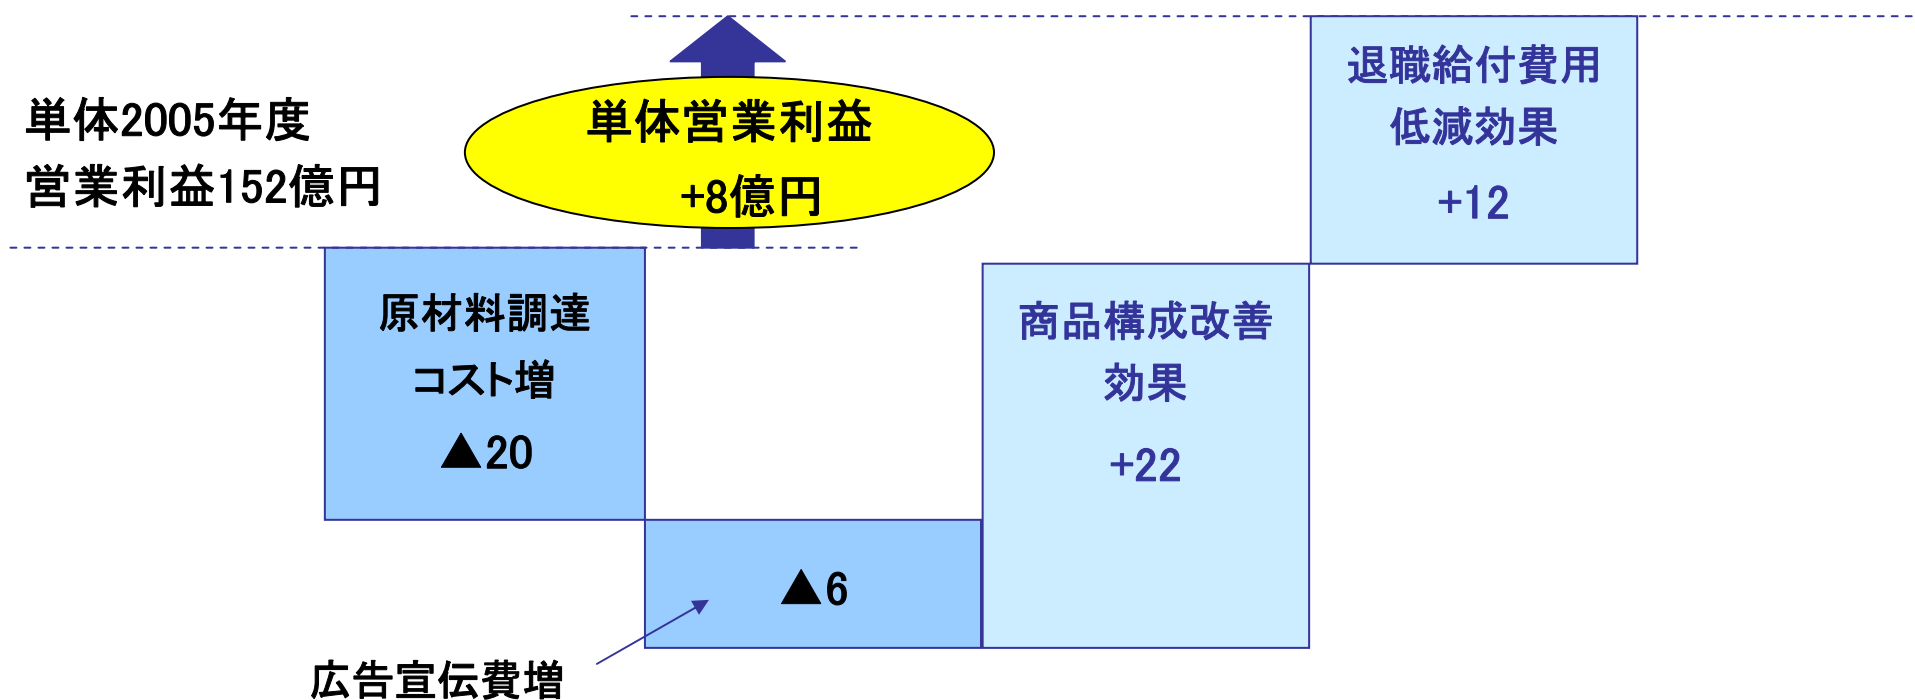 単体2005年度
営業利益152億円
単体営業利益
+8億円
退職給付費用
低減効果
+12
原材料調達
コスト増
▲20
商品構成改善
効果
+22
▲6
広告宣伝費増